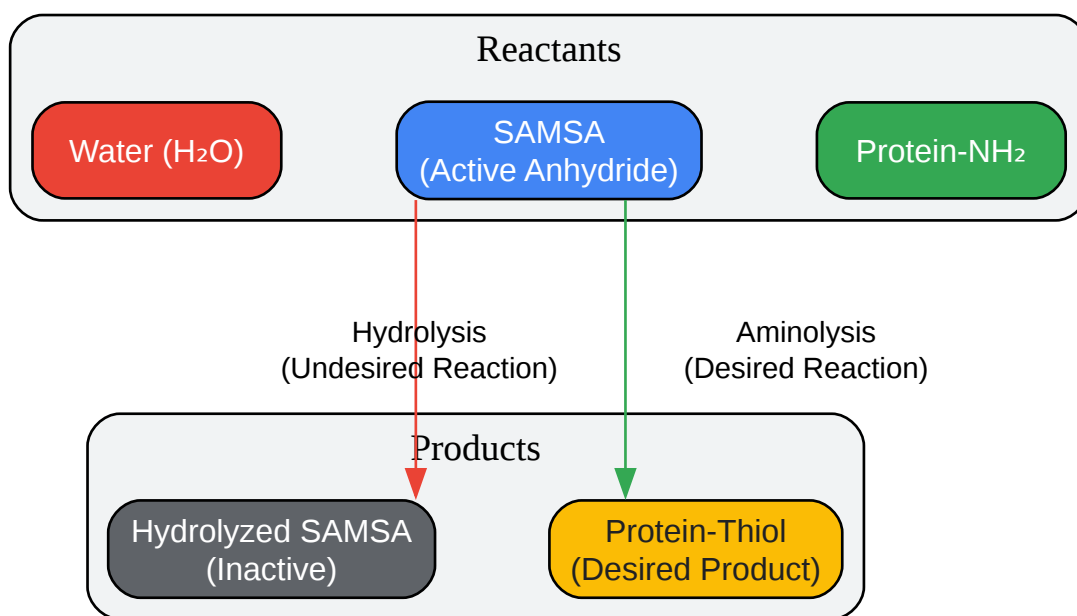 Reactants
Water (H₂O)
SAMSA
(Active Anhydride)
Protein-NH₂
Hydrolysis
(Undesired Reaction)
Aminolysis
(Desired Reaction)
Products
Hydrolyzed SAMSA
(Inactive)
Protein-Thiol
(Desired Product)